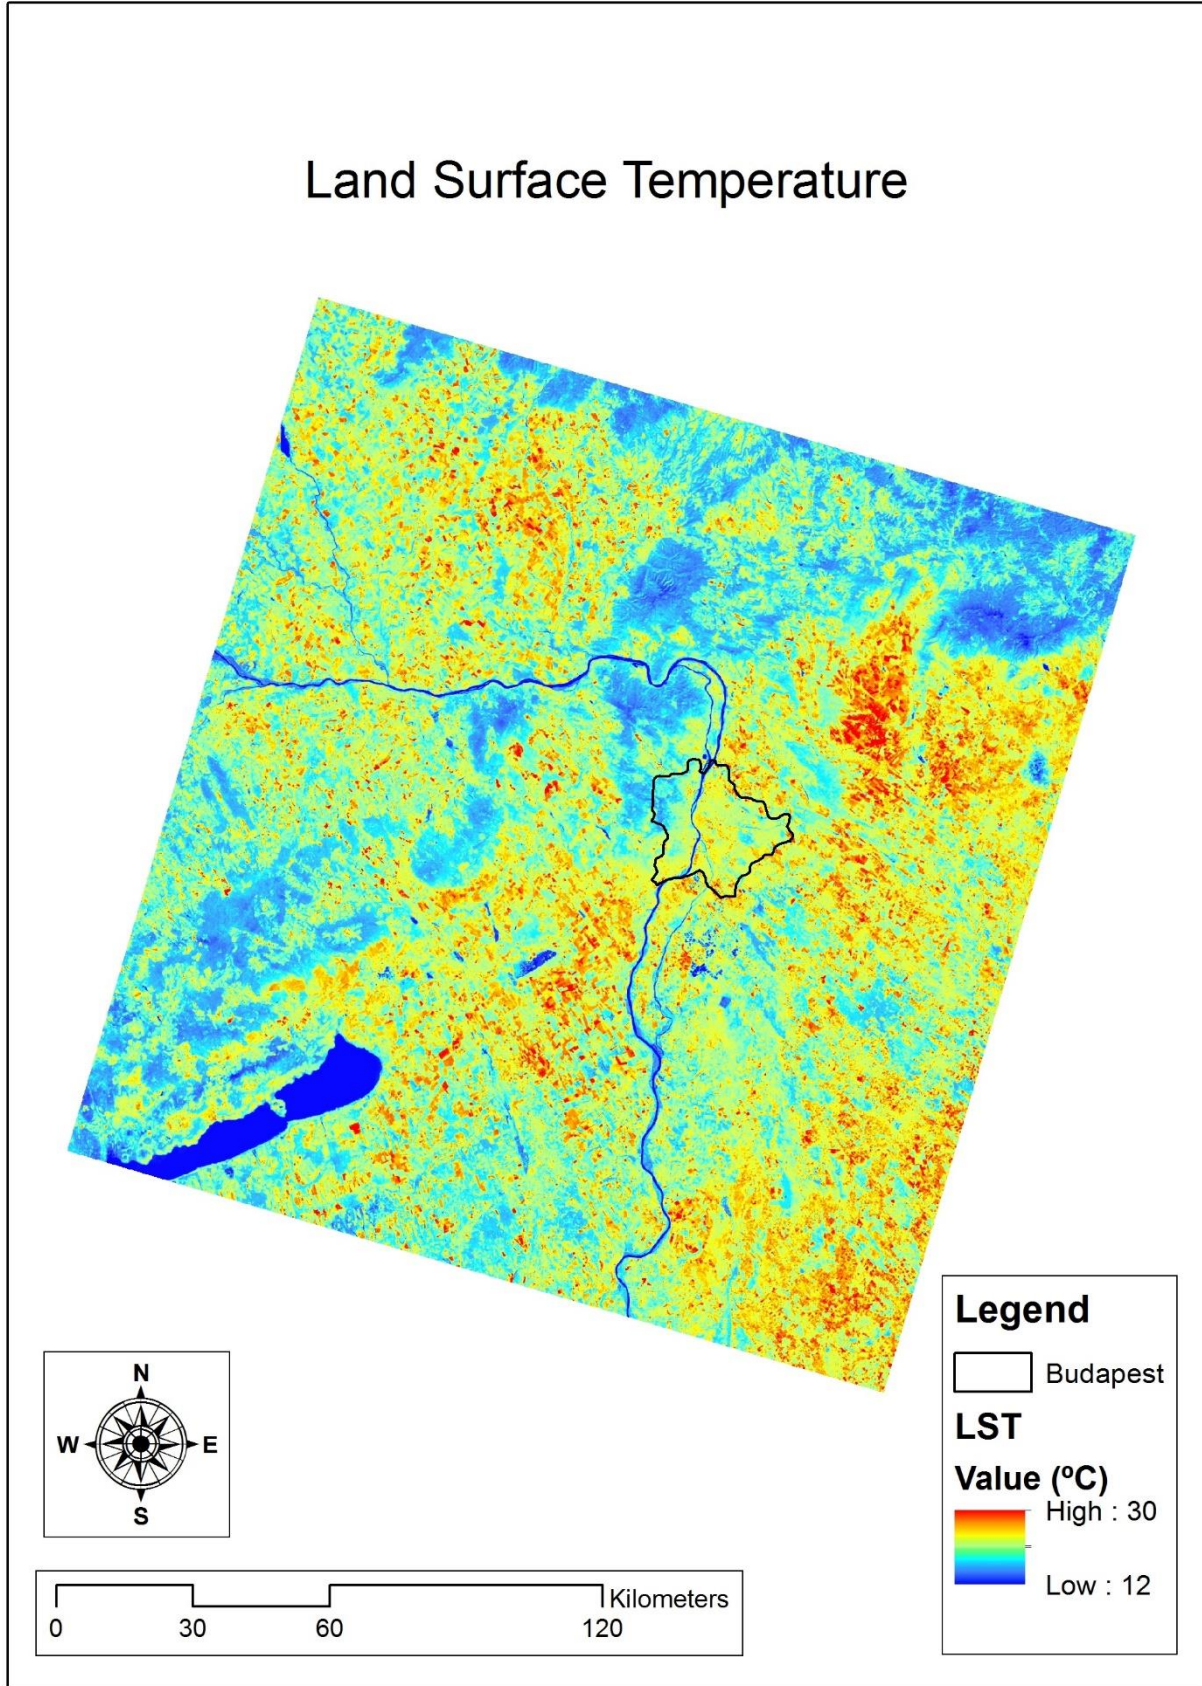 Land Surface Temperature
N
W E
S
Legend
Budapest
LST
Value (ºC)
High : 30
Low : 12
Kilometers
0 30 60 120